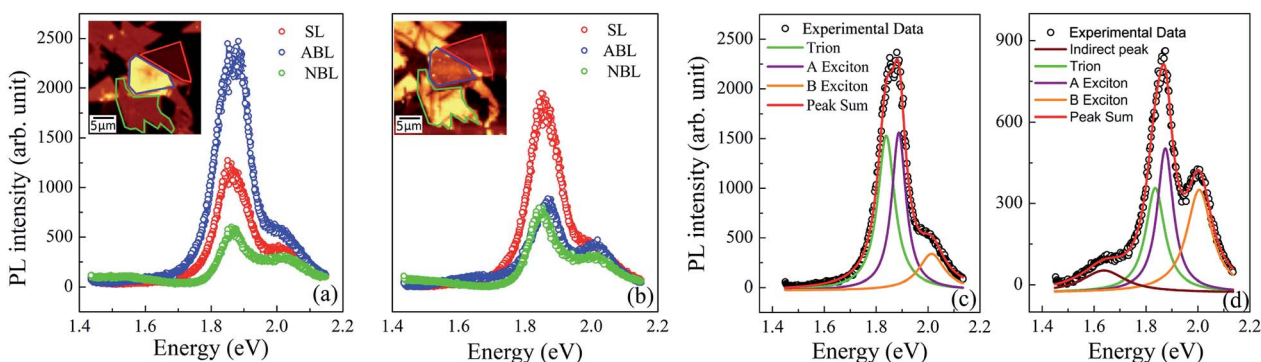 PL intensity (arb. unit)
2500
2000
1500
1000
500
0
5μm
SL
ABL
NBL
(a)
1.4 1.6 1.8 2.0 2.2
Energy (eV)
5μm
SL
ABL
NBL
(b)
1.4 1.6 1.8 2.0 2.2
Energy (eV)
PL intensity (arb. unit)
2500
2000
1500
1000
500
0
Experimental Data
Trion
A Exciton
B Exciton
Peak Sum
(c)
1.4 1.6 1.8 2.0 2.2
Energy (eV)
900
600
300
0
Experimental Data
Indirect peak
Trion
A Exciton
B Exciton
Peak Sum
(d)
1.4 1.6 1.8 2.0 2.2
Energy (eV)